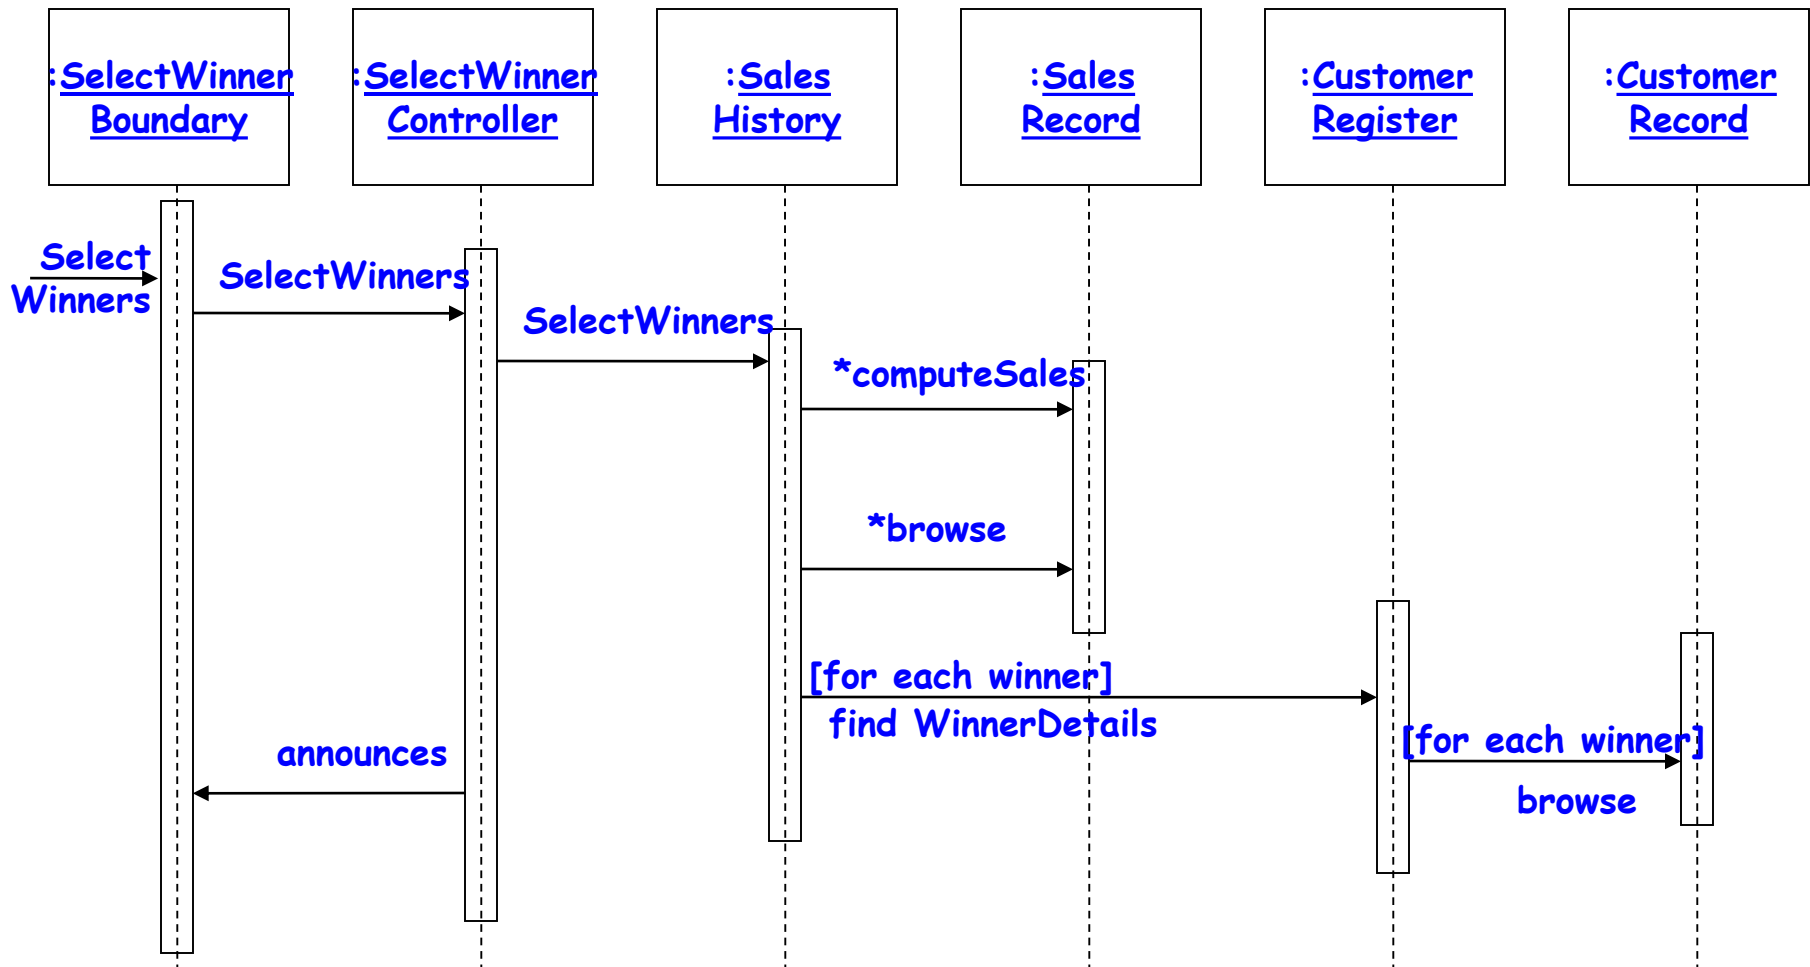 :SelectWinner
Boundary
:SelectWinner
Controller
:Sales
History
:Sales
Record
:Customer
Register
:Customer
Record
Select
Winners
SelectWinners
SelectWinners
*computeSales
*browse
[for each winner]
find WinnerDetails
announces
[for each winner]
browse